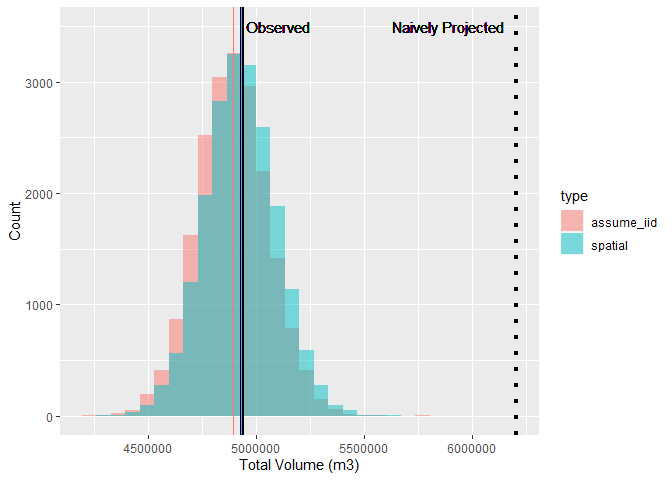 Observed
Naively Projected
3000
2000
1000
0
Count
4500000
5000000
5500000
6000000
Total Volume (m3)
type
assume_iid
spatial